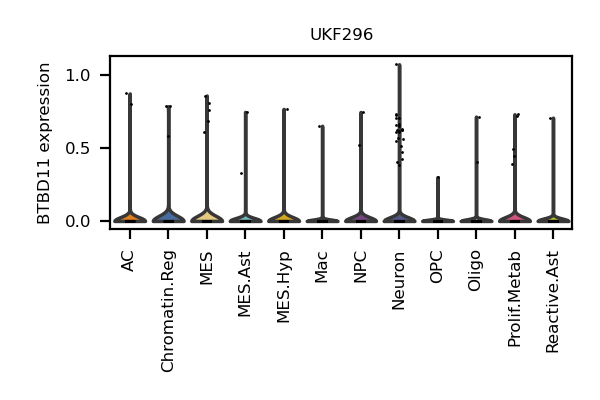 UKF296
BTBD11 expression
1.0
0.5
0.0
AC
Chromatin.Reg
MES
MES.Ast
MES.Hyp
Mac
NPC
Neuron
OPC
Oligo
Prolif.Metab
Reactive.Ast